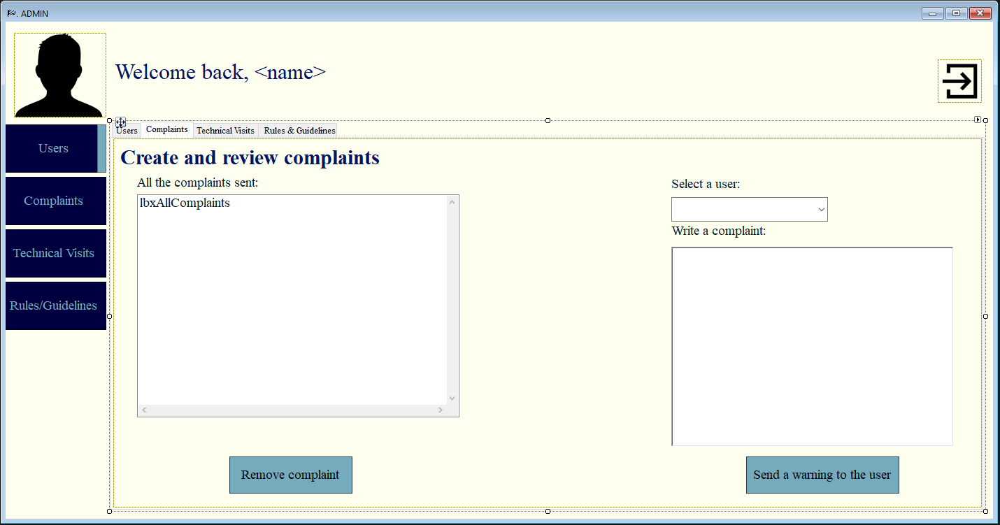 ADMIN
Welcome back, <name>
Users
Complaints
Technical Visits
Rules/Guidelines
Users Complaints Technical Visits Rules & Guidelines
Create and review complaints
All the complaints sent:
lbxAllComplaints
Remove complaint
Select a user:
Write a complaint:
Send a warning to the user